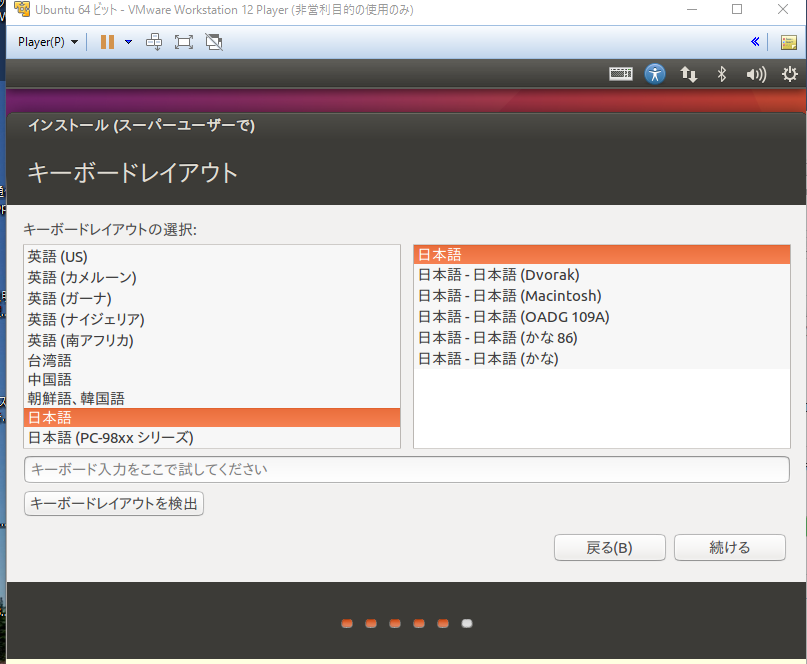 Ubuntu 64 ビット - VMware Workstation 12 Player (非営利目的の使用のみ)
Player(P)
インストール (スーパーユーザーで)
キーボードレイアウト
キーボードレイアウトの選択:
英語 (US)
英語 (カメルーン)
英語 (ガーナ)
英語 (ナイジェリア)
英語 (南アフリカ)
台湾語
中国語
朝鮮語、韓国語
日本語
日本語 (PC-98xx シリーズ)
日本語
日本語 - 日本語 (Dvorak)
日本語 - 日本語 (Macintosh)
日本語 - 日本語 (OADG 109A)
日本語 - 日本語 (かな 86)
日本語 - 日本語 (かな)
キーボード入力をここで試してください
キーボードレイアウトを検出
戻る(B)
続ける